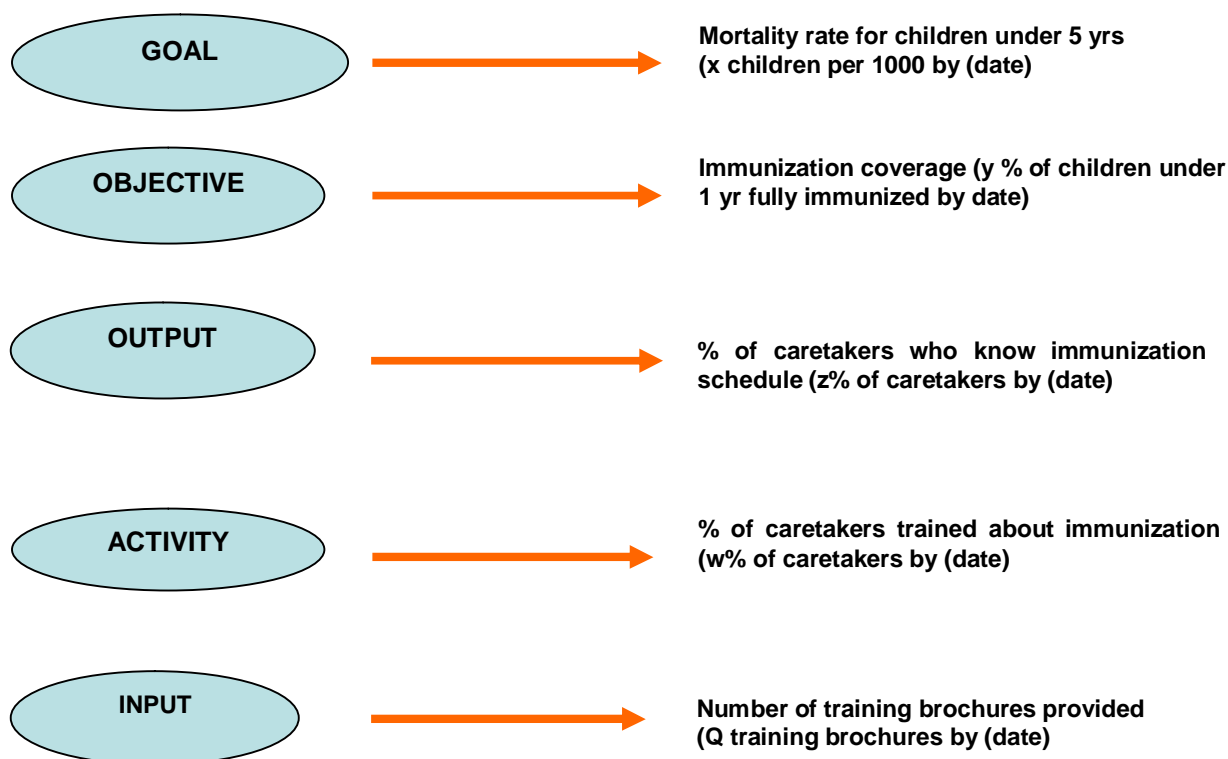 GOAL
Mortality rate for children under 5 yrs
(x children per 1000 by (date)
OBJECTIVE
Immunization coverage (y % of children under
1 yr fully immunized by date)
OUTPUT
% of caretakers who know immunization
schedule (z% of caretakers by (date)
ACTIVITY
% of caretakers trained about immunization
(w% of caretakers by (date)
INPUT
Number of training brochures provided
(Q training brochures by (date)